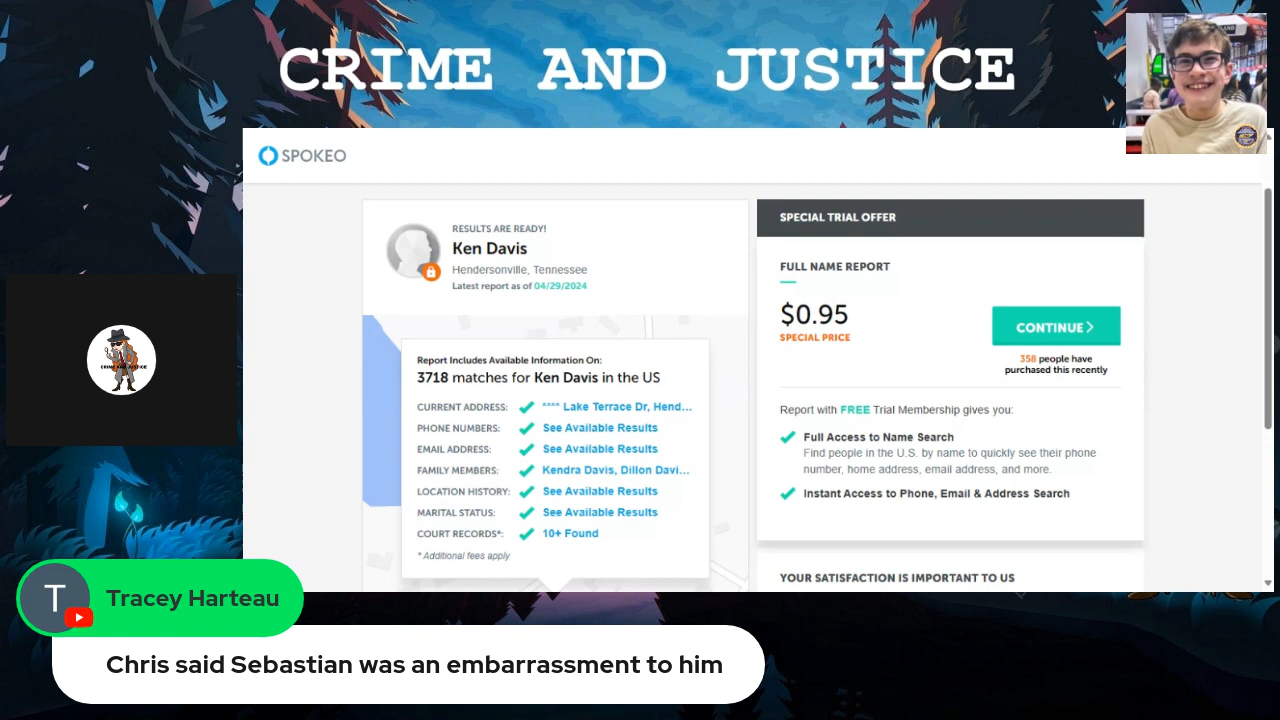 CRIME AND JUSTICE
SPOKEO
RESULTS ARE READY!
Ken Davis
Hendersonville, Tennessee
Latest report as of 04/29/2024
Report Includes Available Information On:
3718 matches for Ken Davis in the US
CURRENT ADDRESS: **** Lake Terrace Dr, Hend...
PHONE NUMBERS: See Available Results
EMAIL ADDRESS: See Available Results
FAMILY MEMBERS: Kendra Davis, Dillon Davi...
LOCATION HISTORY: See Available Results
MARITAL STATUS: See Available Results
COURT RECORDS*: 10+ Found
* Additional fees apply
SPECIAL TRIAL OFFER
FULL NAME REPORT
$0.95
SPECIAL PRICE
CONTINUE
358 people have
purchased this recently
Report with FREE Trial Membership gives you:
Full Access to Name Search
Find people in the U.S. by name to quickly see their phone
number, home address, email address, and more.
Instant Access to Phone, Email & Address Search
YOUR SATISFACTION IS IMPORTANT TO US
CRIME AND JUSTICE
T
Tracey Harteau
Chris said Sebastian was an embarrassment to him